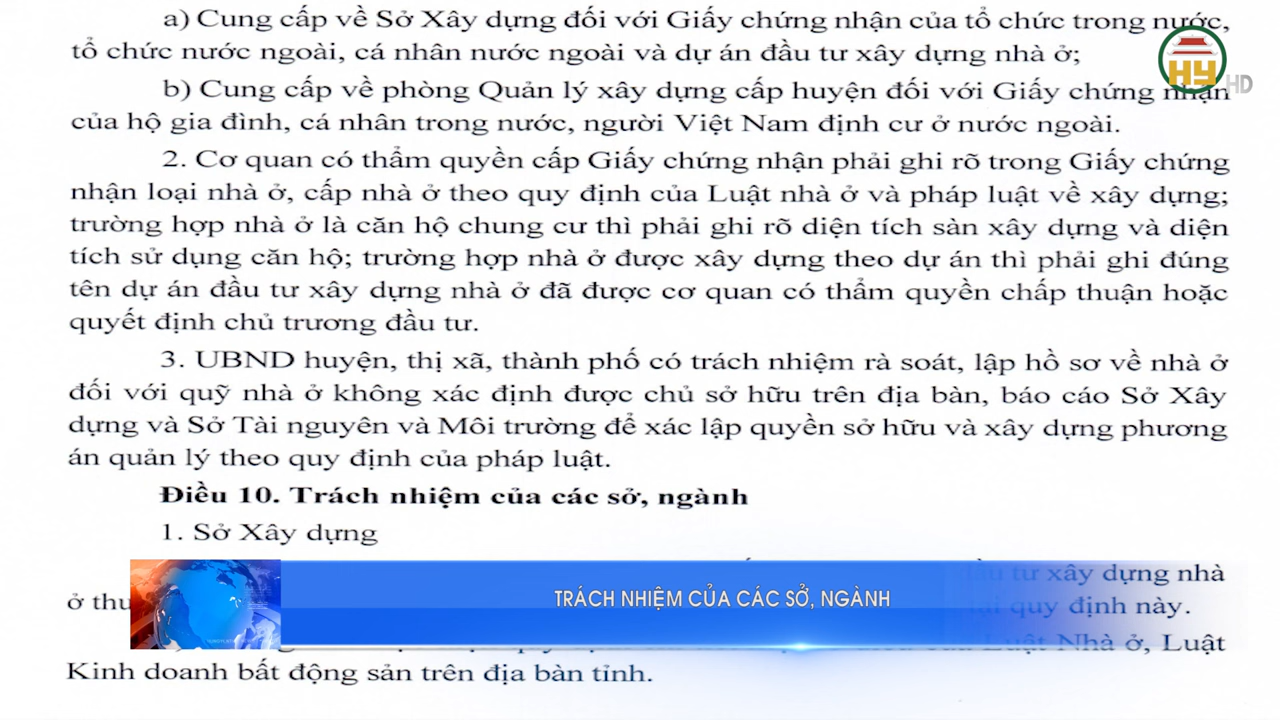 a) Cung cấp về Sở Xây dựng đối với Giấy chứng nhận của tổ chức trong nước,
tổ chức nước ngoài, cá nhân nước ngoài và dự án đầu tư xây dựng nhà ở;
HY HD
b) Cung cấp về phòng Quản lý xây dựng cấp huyện đối với Giấy chứng nhận
của hộ gia đình, cá nhân trong nước, người Việt Nam định cư ở nước ngoài.
2. Cơ quan có thẩm quyền cấp Giấy chứng nhận phải ghi rõ trong Giấy chứng
nhận loại nhà ở, cấp nhà ở theo quy định của Luật nhà ở và pháp luật về xây dựng;
trường hợp nhà ở là căn hộ chung cư thì phải ghi rõ diện tích sàn xây dựng và diện
tích sử dụng căn hộ; trường hợp nhà ở được xây dựng theo dự án thì phải ghi đúng
tên dự án đầu tư xây dựng nhà ở đã được cơ quan có thẩm quyền chấp thuận hoặc
quyết định chủ trương đầu tư.
3. UBND huyện, thị xã, thành phố có trách nhiệm rà soát, lập hồ sơ về nhà ở
đối với quỹ nhà ở không xác định được chủ sở hữu trên địa bàn, báo cáo Sở Xây
dựng và Sở Tài nguyên và Môi trường để xác lập quyền sở hữu và xây dựng phương
án quản lý theo quy định của pháp luật.
Điều 10. Trách nhiệm của các sở, ngành
1. Sở Xây dựng
đầu tư xây dựng nhà
TRÁCH NHIỆM CỦA CÁC SỞ, NGÀNH
ở quy định này.
Luật Nhà ở, Luật
Kinh doanh bất động sản trên địa bàn tỉnh.